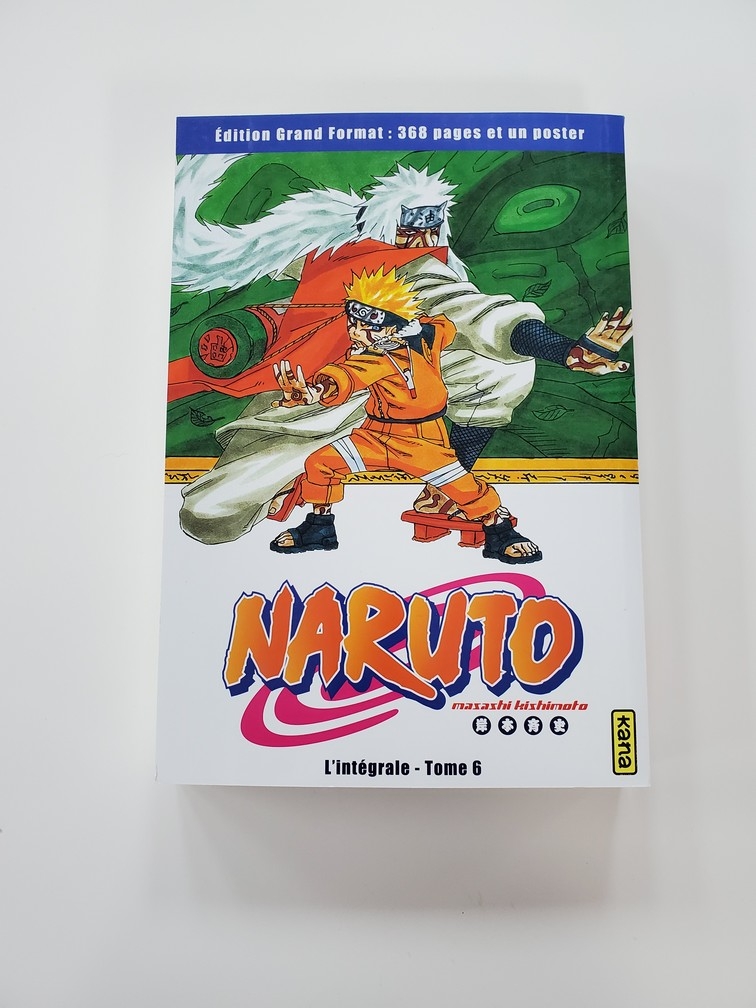 Édition Grand Format : 368 pages et un poster
油
NARUTO
masashi kishimoto
岸本斉史
kana
L'intégrale - Tome 6